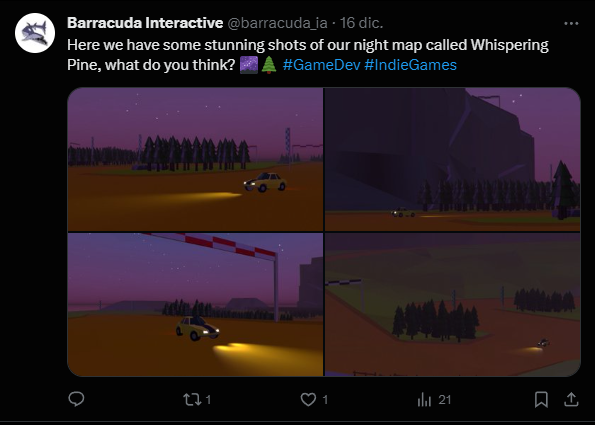 Barracuda Interactive @barracuda_ia · 16 dic.
Here we have some stunning shots of our night map called Whispering
Pine, what do you think? 🌌🌲 #GameDev #IndieGames
1 1 21